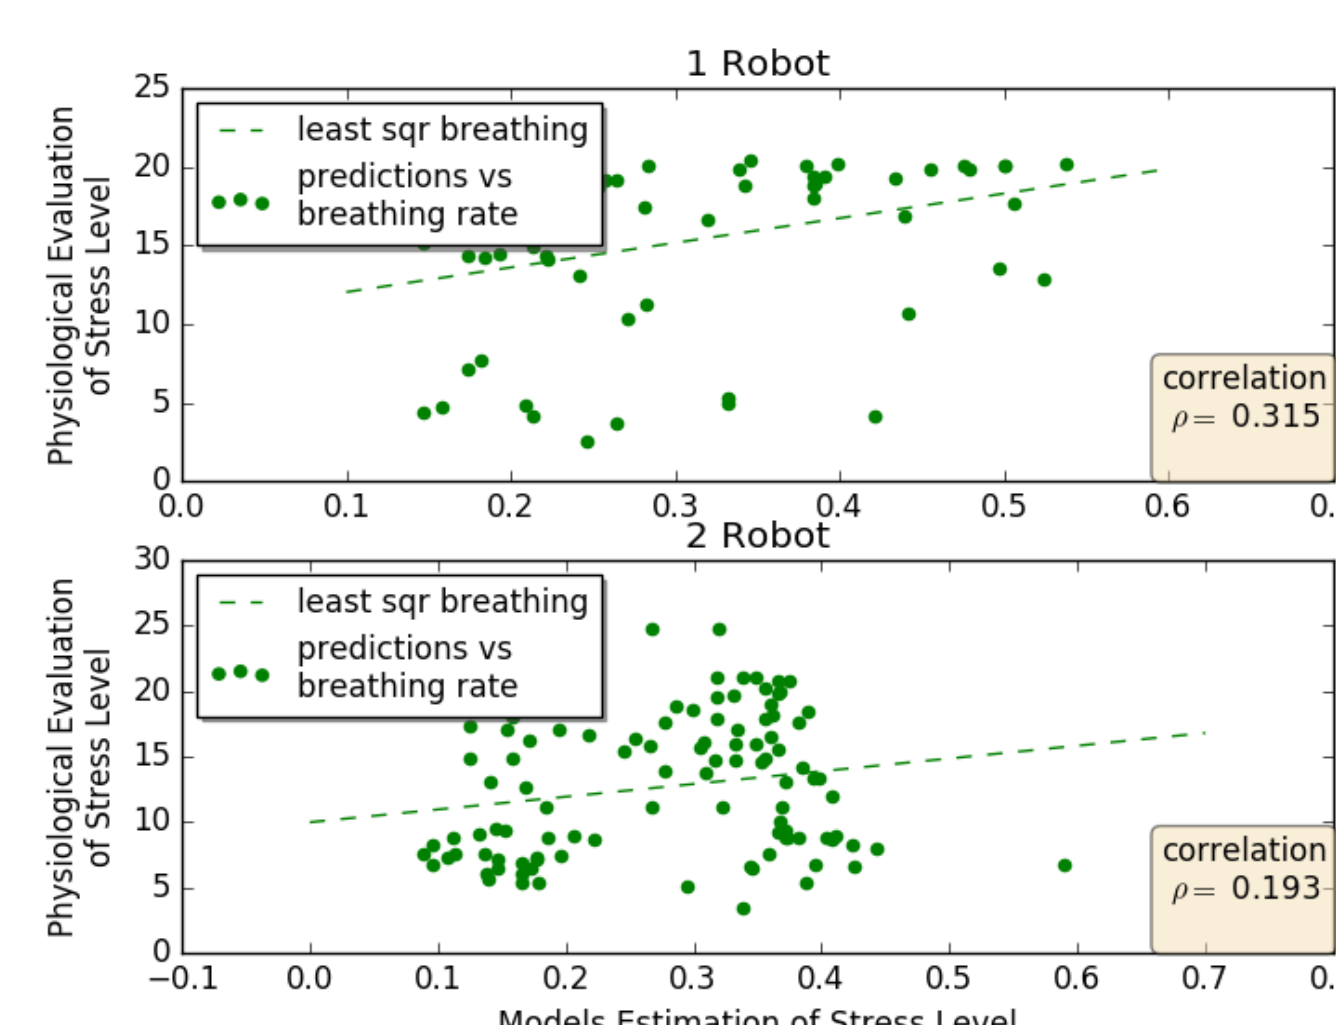 1 Robot
Physiological Evaluation
of Stress Level
25
20
15
10
5
0
least sqr breathing
predictions vs
breathing rate
correlation
ρ = 0.315
0.0 0.1 0.2 0.3 0.4 0.5 0.6 0.
2 Robot
Physiological Evaluation
of Stress Level
30
25
20
15
10
5
0
least sqr breathing
predictions vs
breathing rate
correlation
ρ = 0.193
−0.1 0.0 0.1 0.2 0.3 0.4 0.5 0.6 0.7 0.
Models Estimation of Stress Level